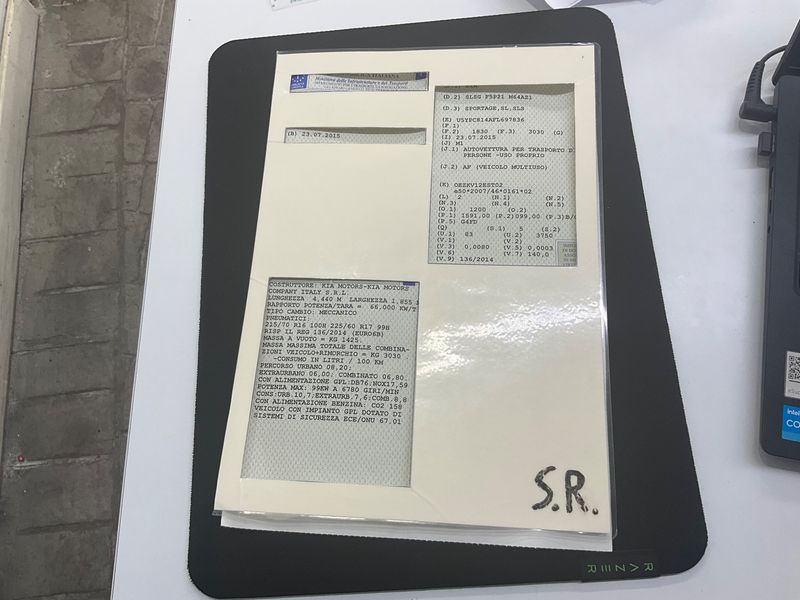 REPUBBLICA ITALIANA
Ministero delle Infrastrutture e dei Trasporti
(B) 23.07.2015
(D.2) SLSG F5P21 M64AZ1
(D.3) SPORTAGE,SL,SLS
(E) U5YPC814AFL697836
(F.1)
(F.2) 1830 (F.3) 3030 (G)
(I) 23.07.2015
(J) M1
(J.1) AUTOVETTURA PER TRASPORTO DI
PERSONE -USO PROPRIO
(J.2) AF (VEICOLO MULTIUSO)
(K) OEZKV12EST02
e50*2007/46*0161*02
(L) 2 (N.1) (N.2)
(N.3) (N.4) (N.5)
(O.1) 1200 (O.2)
(P.1) 1591,00 (P.2)099,00 (P.3)B/
(P.5) G4FD
(Q) (S.1) 5 (S.2)
(U.1) 83 (U.2) 3750
(V.1) (V.2)
(V.3) 0,0080 (V.5) 0,0003
(V.6) (V.7) 140,0
(V.9) 136/2014
COSTRUTTORE: KIA MOTORS-KIA MOTORS
COMPANY ITALY S.R.L.
LUNGHEZZA 4,440 M LARGHEZZA 1,855
RAPPORTO POTENZA/TARA = 66,000 KW/T
TIPO CAMBIO: MECCANICO
PNEUMATICI:
215/70 R16 100H 225/60 R17 99H
RISP IL REG 136/2014 (EURO6B)
MASSA A VUOTO = KG 1425.
MASSA MASSIMA TOTALE DELLE COMBINA-
ZIONI VEICOLO+RIMORCHIO = KG 3030
-CONSUMO IN LITRI / 100 KM
PERCORSO URBANO 08,20;
EXTRAURBANO 06,00; COMBINATO 06,80.
CON ALIMENTAZIONE GPL:DB76;NOX17,59
POTENZA MAX: 99KW A 6780 GIRI/MIN
CONS:URB.10,7;EXTRAURB.7,6;COMB.8,8
CON ALIMENTAZIONE BENZINA: CO2 158
VEICOLO CON IMPIANTO GPL DOTATO DI
SISTEMI DI SICUREZZA ECE/ONU 67.01
S.R.
RAZER
intel
CO